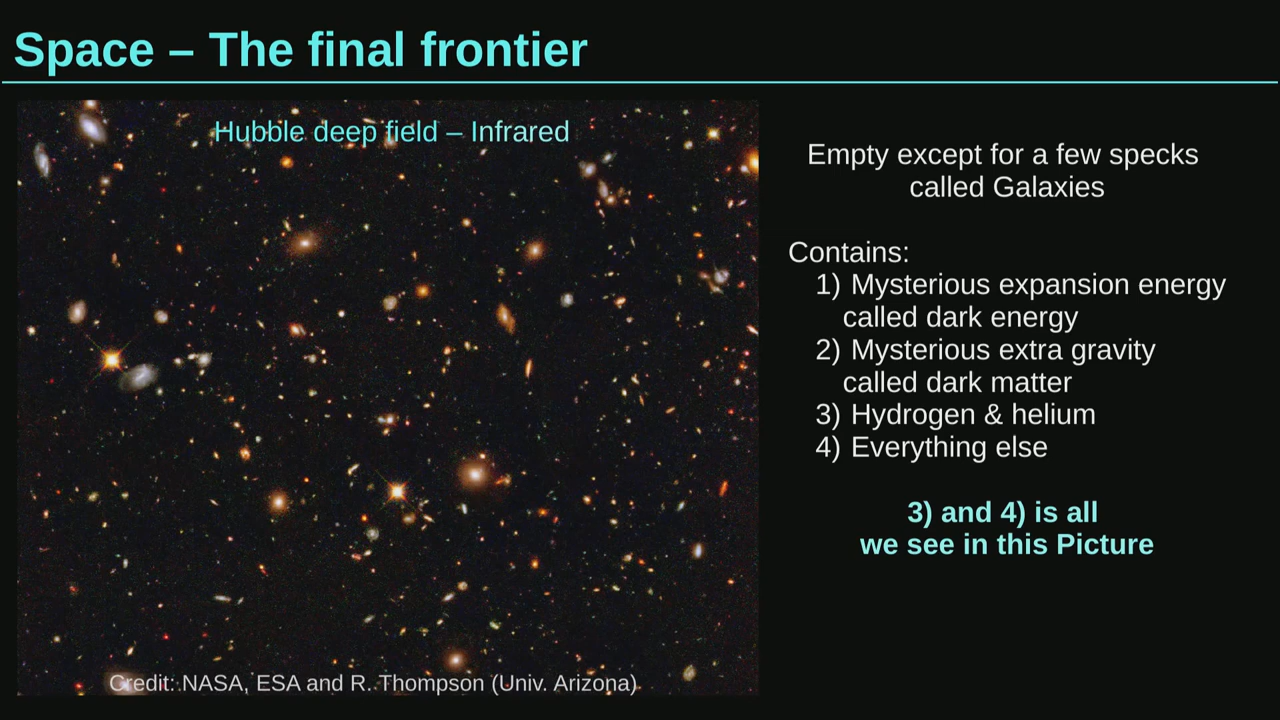 Space – The final frontier
Hubble deep field – Infrared
Credit: NASA, ESA and R. Thompson (Univ. Arizona)
Empty except for a few specks
called Galaxies
Contains:
1) Mysterious expansion energy
called dark energy
2) Mysterious extra gravity
called dark matter
3) Hydrogen & helium
4) Everything else
3) and 4) is all
we see in this Picture